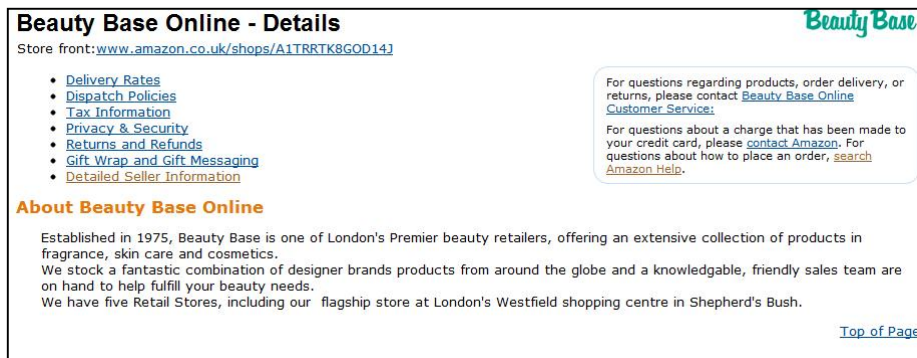 Beauty Base Online - Details
Beauty Base
Store front:www.amazon.co.uk/shops/A1TRRTK8GOD14J
• Delivery Rates
• Dispatch Policies
• Tax Information
• Privacy & Security
• Returns and Refunds
• Gift Wrap and Gift Messaging
• Detailed Seller Information
For questions regarding products, order delivery, or
returns, please contact Beauty Base Online
Customer Service:
For questions about a charge that has been made to
your credit card, please contact Amazon. For
questions about how to place an order, search
Amazon Help.
About Beauty Base Online
Established in 1975, Beauty Base is one of London's Premier beauty retailers, offering an extensive collection of products in
fragrance, skin care and cosmetics.
We stock a fantastic combination of designer brands products from around the globe and a knowledgable, friendly sales team are
on hand to help fulfill your beauty needs.
We have five Retail Stores, including our flagship store at London's Westfield shopping centre in Shepherd's Bush.
Top of Page